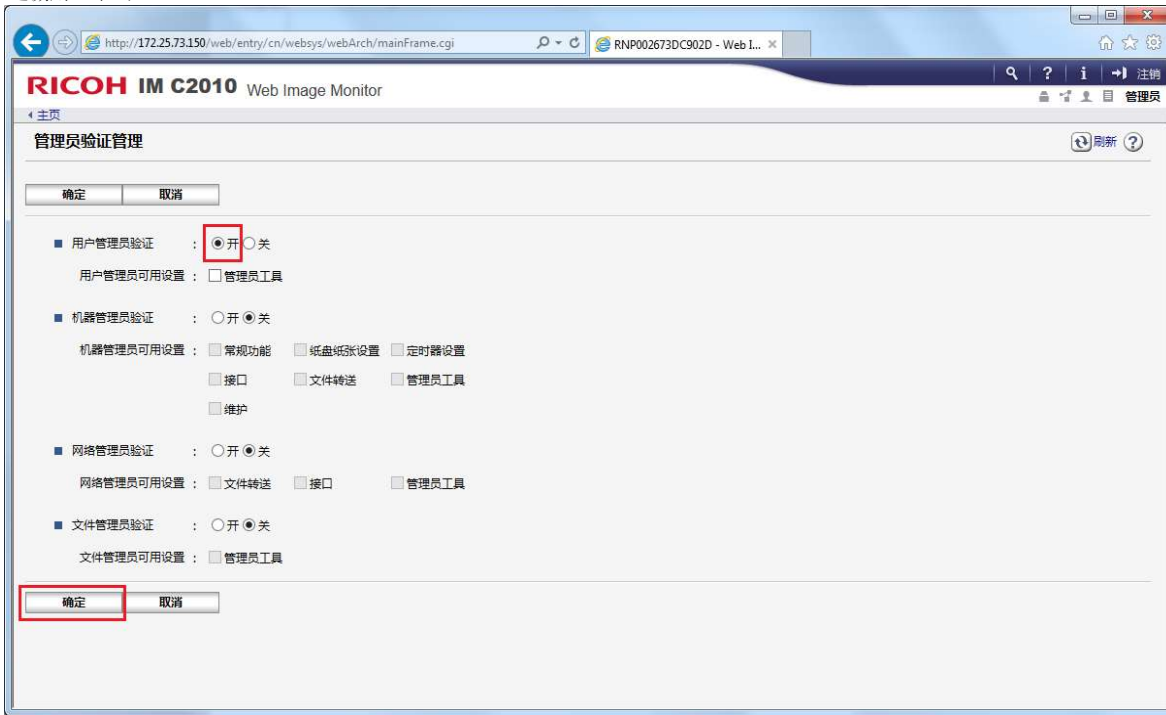 http://172.25.73.150/web/entry/cn/websys/webArch/mainFrame.cgi
RNP002673DC902D - Web I...
RICOH IM C2010 Web Image Monitor
? i 注销
管理员
主页
管理员验证管理 刷新 ?
确定 取消
用户管理员验证 : 开 关
用户管理员可用设置 : 管理员工具
机器管理员验证 : 开 关
机器管理员可用设置 : 常规功能 纸盘纸张设置 定时器设置
接口 文件转送 管理员工具
维护
网络管理员验证 : 开 关
网络管理员可用设置 : 文件转送 接口 管理员工具
文件管理员验证 : 开 关
文件管理员可用设置 : 管理员工具
确定 取消